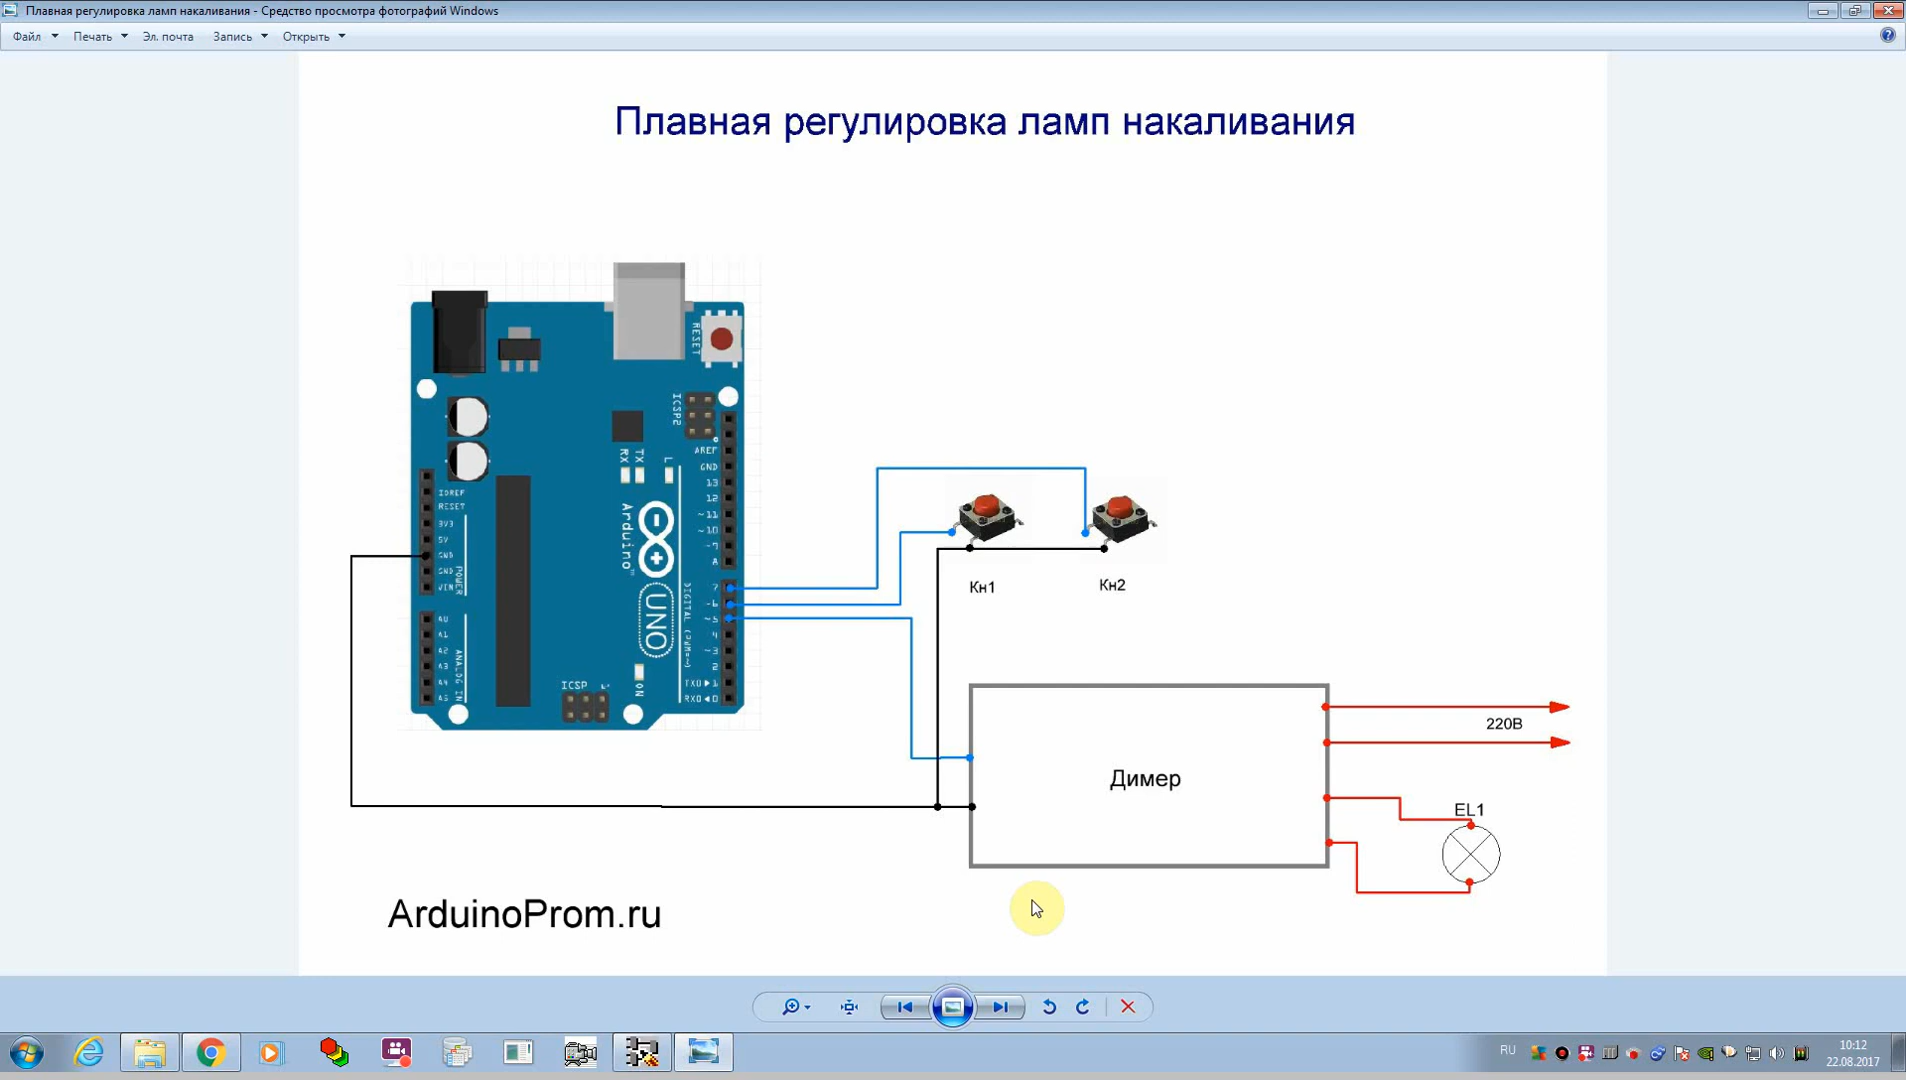 Плавная регулировка ламп накаливания - Средство просмотра фотографий Windows
Файл Печать Эл. почта Запись Открыть
Плавная регулировка ламп накаливания
RESET
ICSP2
AREF
GND
13
12
~11
~10
~9
8
7
~6
~5
4
~3
2
TX0▶1
RX0◀0
DIGITAL (PWM=~)
RX
TX
L
Arduino™
UNO
ON
ICSP
IOREF
RESET
3V3
5V
GND
GND
VIN
POWER
A0
A1
A2
A3
A4
A5
ANALOG IN
Кн1
Кн2
220В
Димер
EL1
ArduinoProm.ru
RU
10:12
22.08.2017